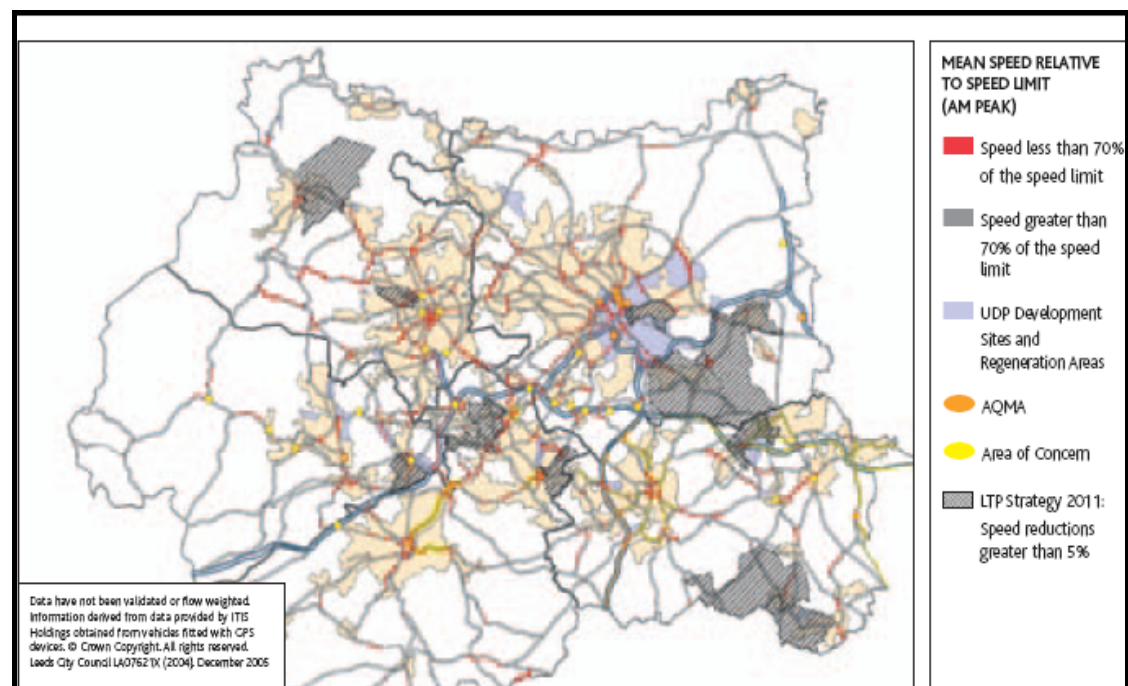 MEAN SPEED RELATIVE
TO SPEED LIMIT
(AM PEAK)
Speed less than 70%
of the speed limit
Speed greater than
70% of the speed
limit
UDP Development
Sites and
Regeneration Areas
AQMA
Area of Concern
LTP Strategy 2011:
Speed reductions
greater than 5%
Data have not been validated or flow weighted.
Information derived from data provided by ITIS
Holdings obtained from vehicles fitted with GPS
devices. © Crown Copyright. All rights reserved.
Leeds City Council LA07621X (2004). December 2005